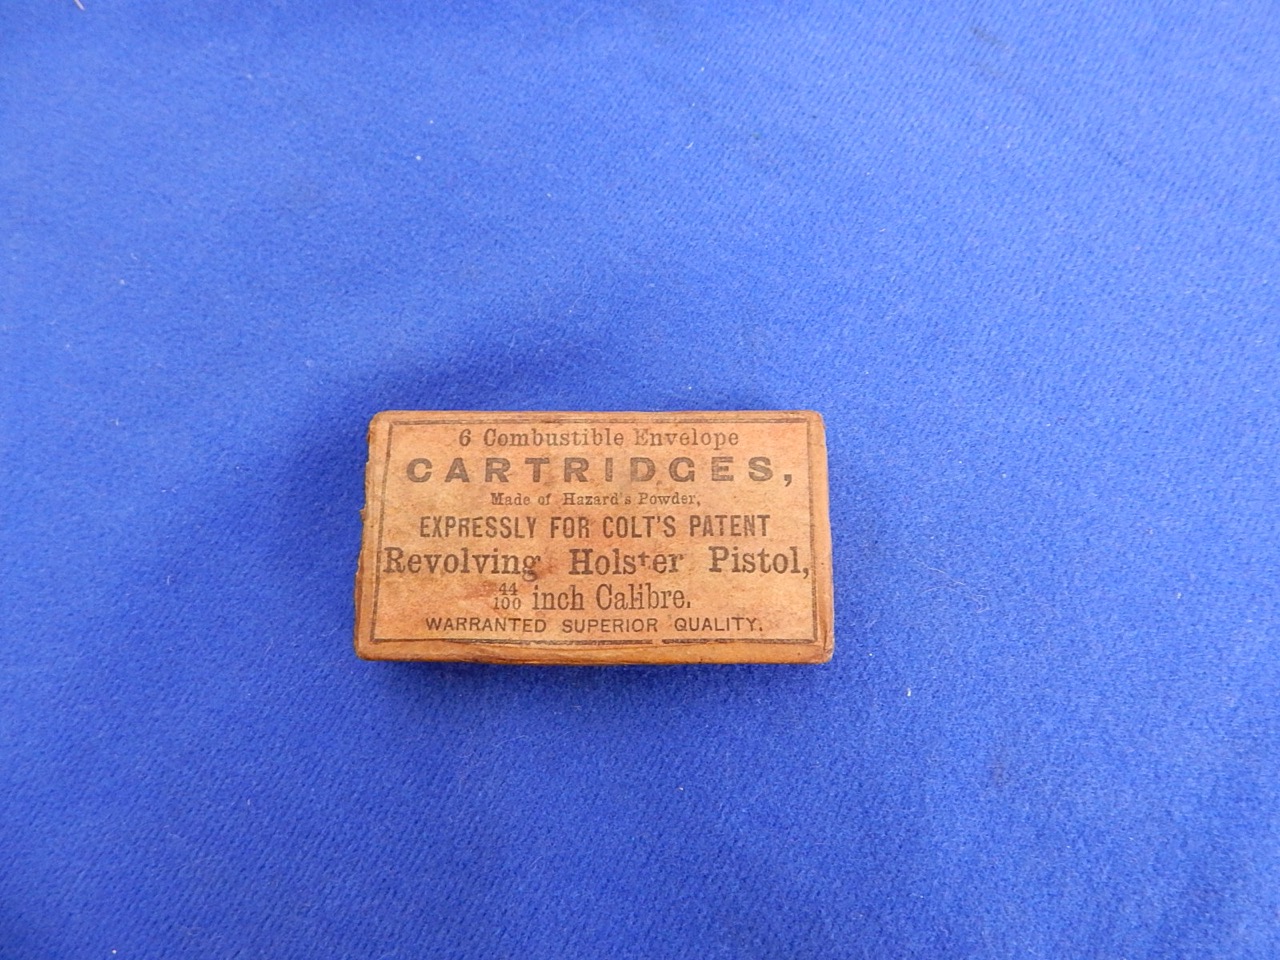 6 Combustible Envelope
CARTRIDGES,
Made of Hazard's Powder,
EXPRESSLY FOR COLT'S PATENT
Revolving Holster Pistol,
44/100 inch Calibre.
WARRANTED SUPERIOR QUALITY.